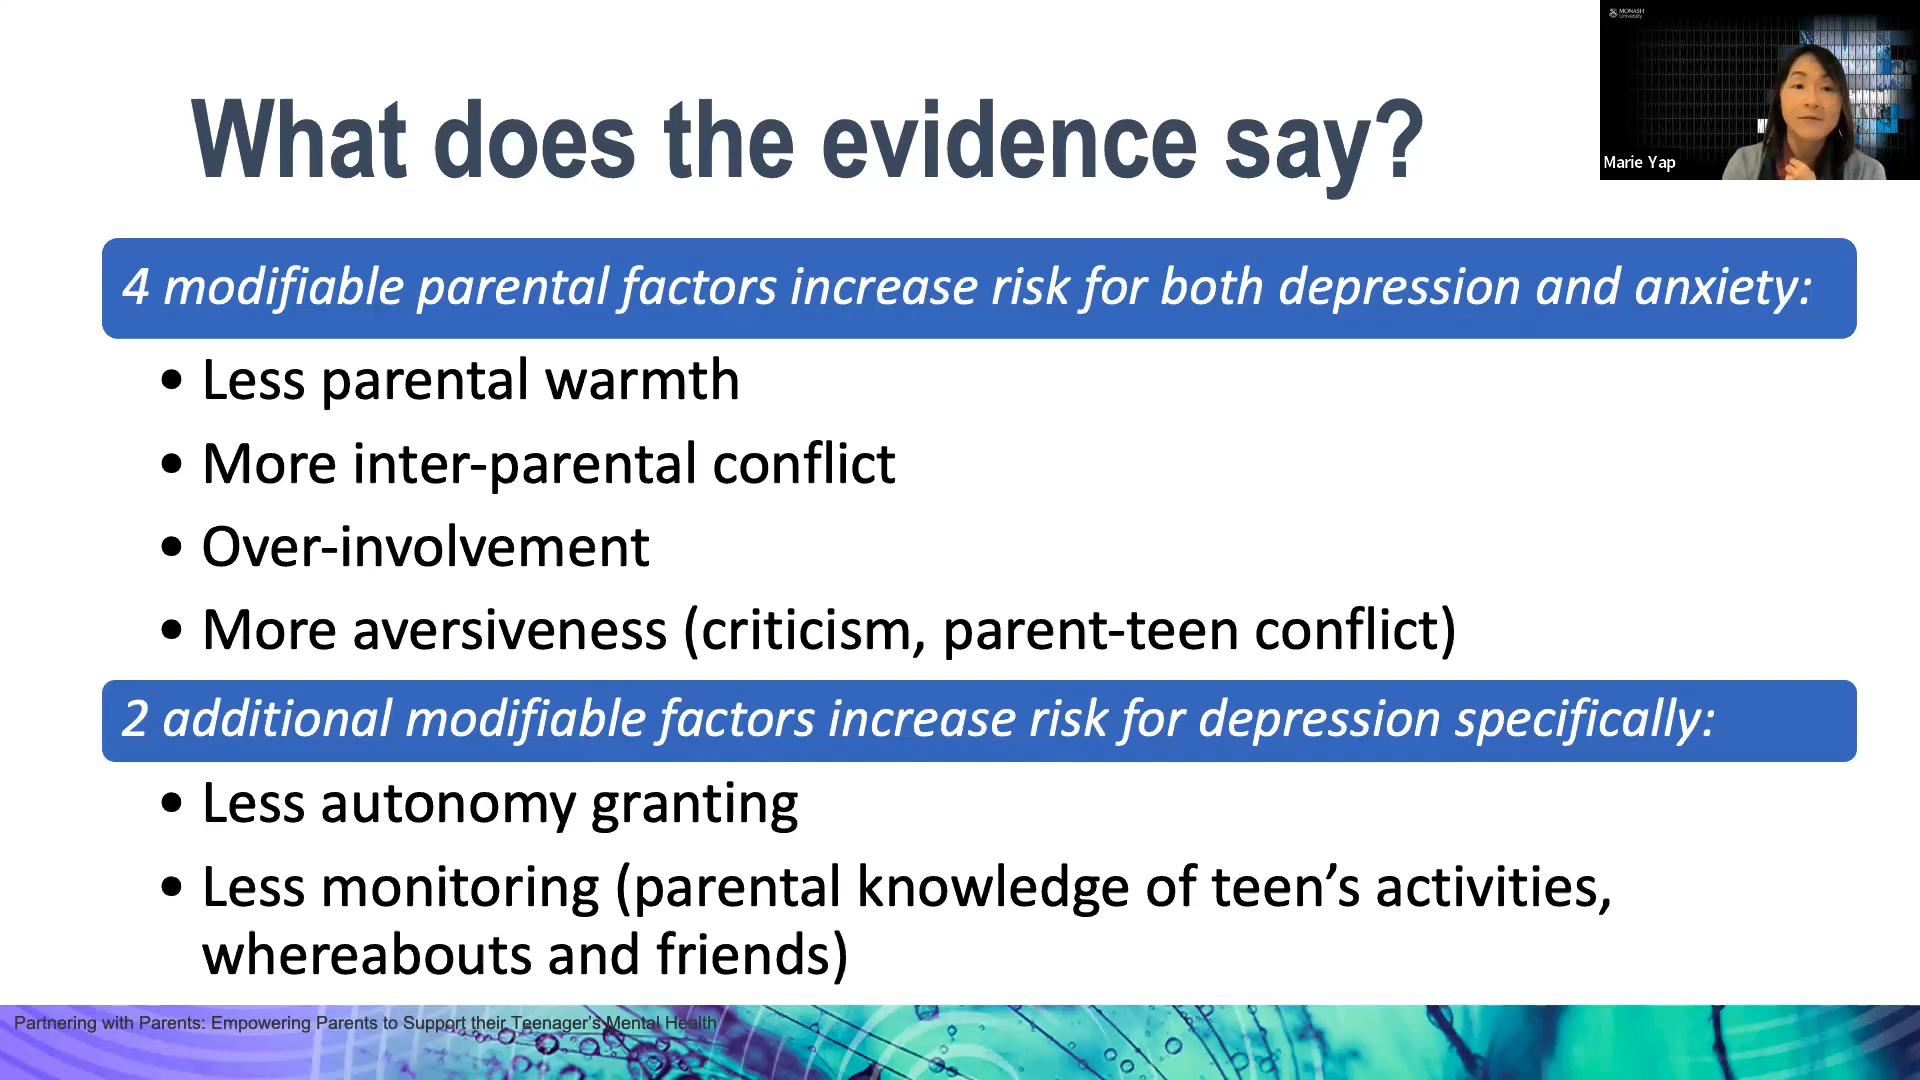 MONASH
University
Marie Yap
What does the evidence say?
4 modifiable parental factors increase risk for both depression and anxiety:
• Less parental warmth
• More inter-parental conflict
• Over-involvement
• More aversiveness (criticism, parent-teen conflict)
2 additional modifiable factors increase risk for depression specifically:
• Less autonomy granting
• Less monitoring (parental knowledge of teen’s activities,
whereabouts and friends)
Partnering with Parents: Empowering Parents to Support their Teenager’s Mental Health